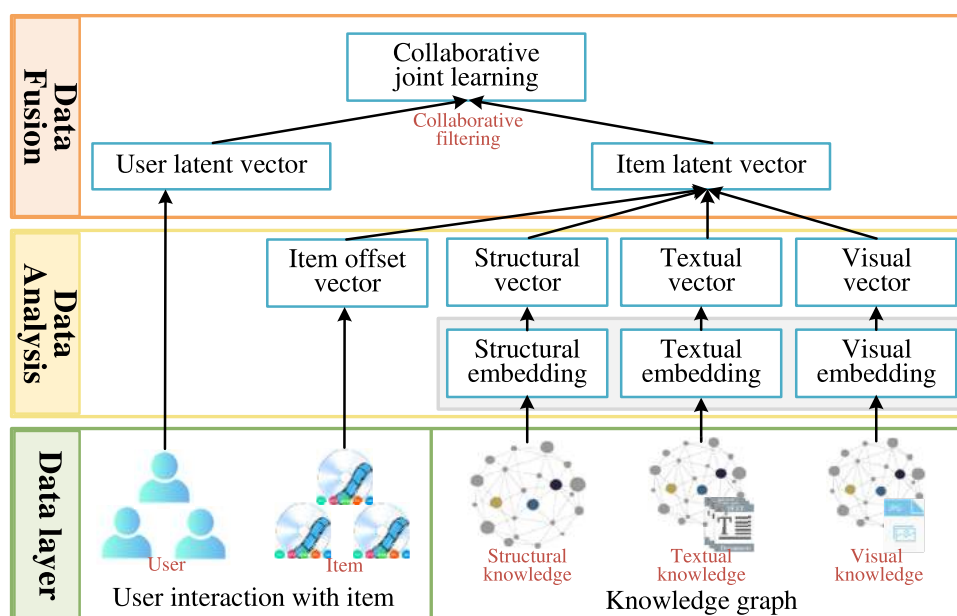 Data
Fusion
Collaborative
joint learning
Collaborative
filtering
User latent vector
Item latent vector
Data
Analysis
Item offset
vector
Structural
vector
Textual
vector
Visual
vector
Structural
embedding
Textual
embedding
Visual
embedding
Data layer
User
Item
Structural
knowledge
Textual
knowledge
Visual
knowledge
User interaction with item
Knowledge graph